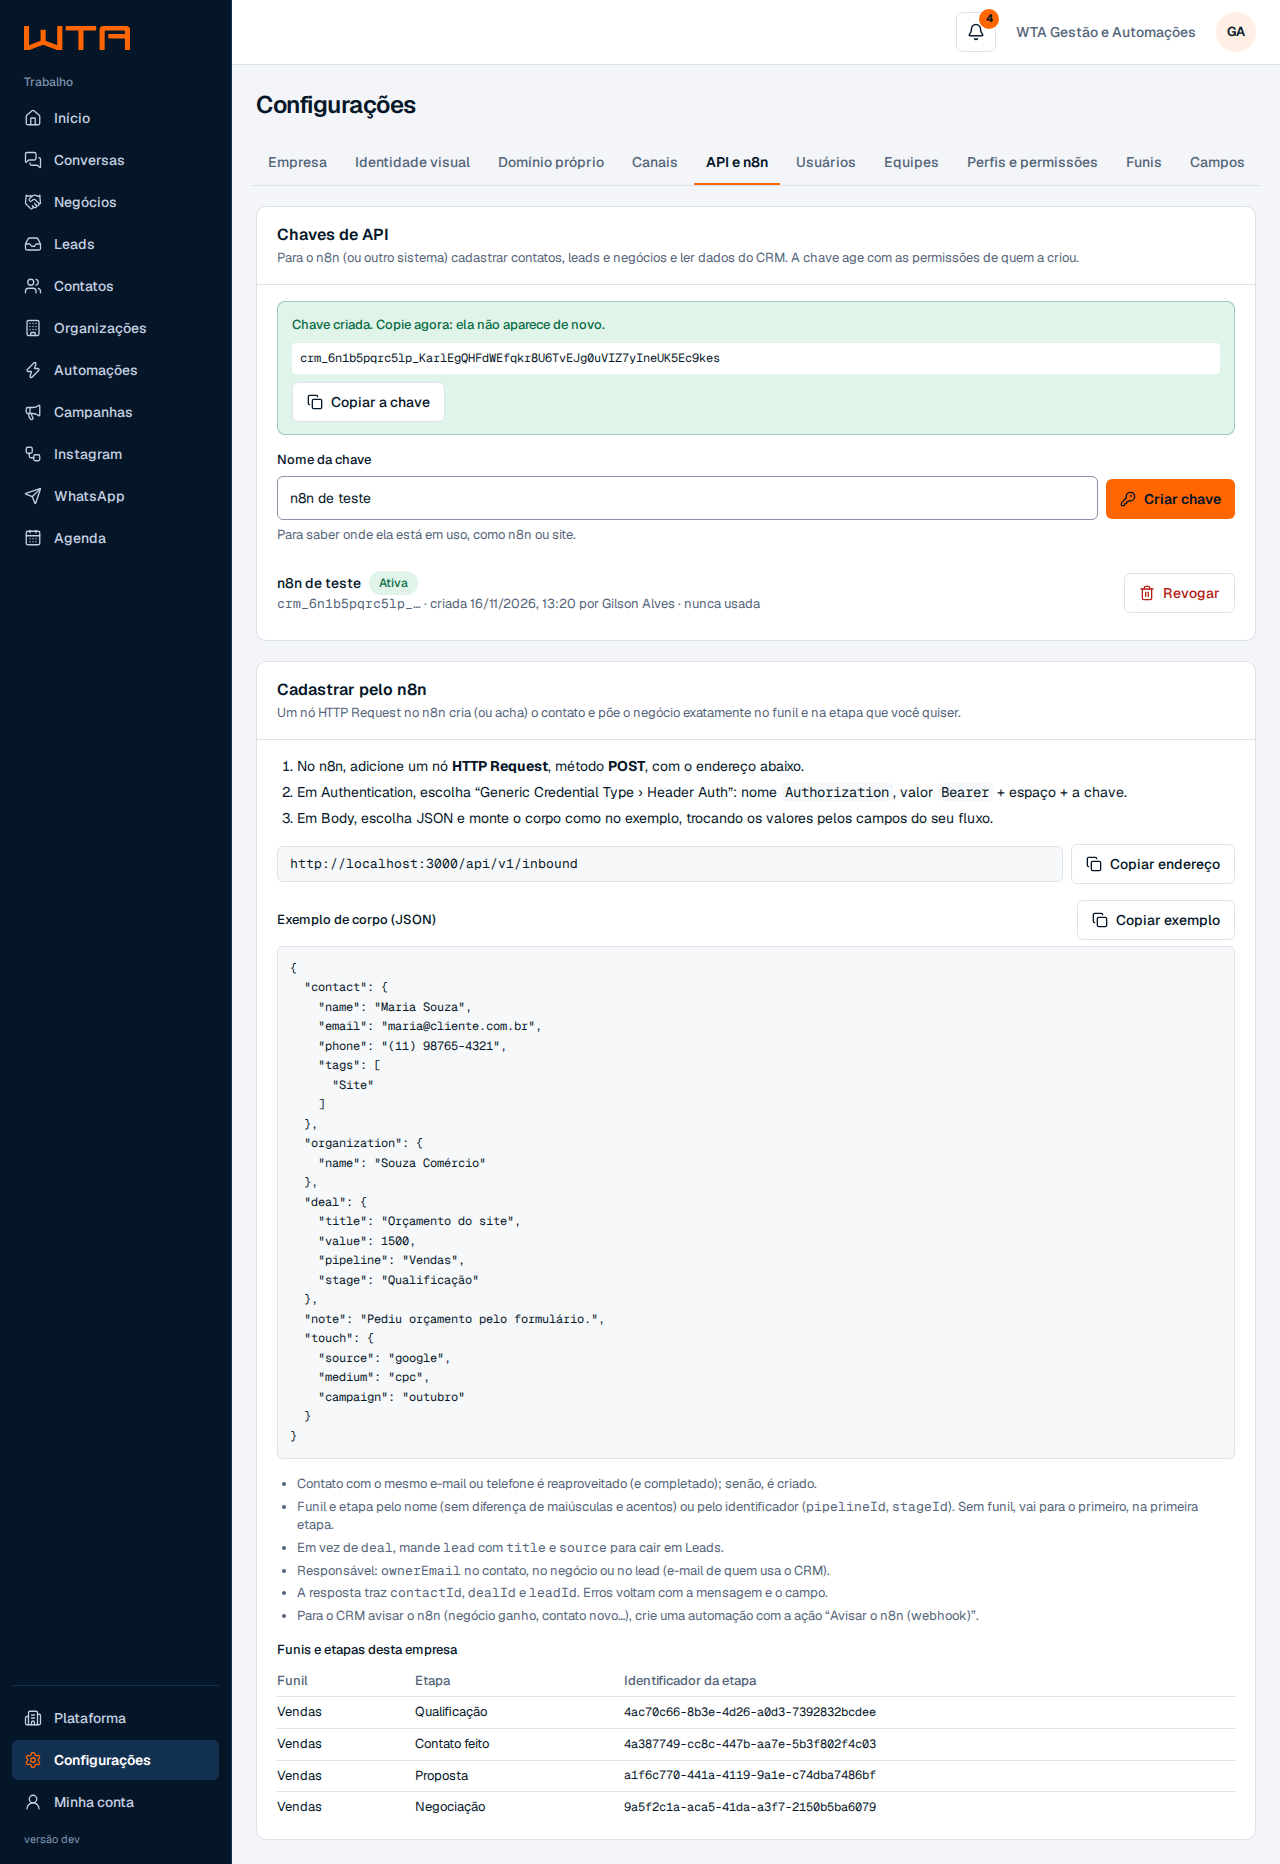 WTA
4
WTA Gestão e Automações
GA
Trabalho
Início
Conversas
Negócios
Leads
Contatos
Organizações
Automações
Campanhas
Instagram
WhatsApp
Agenda
Plataforma
Configurações
Minha conta
versão dev
Configurações
Empresa
Identidade visual
Domínio próprio
Canais
API e n8n
Usuários
Equipes
Perfis e permissões
Funis
Campos
Chaves de API
Para o n8n (ou outro sistema) cadastrar contatos, leads e negócios e ler dados do CRM. A chave age com as permissões de quem a criou.
Chave criada. Copie agora: ela não aparece de novo.
crm_6n1b5pqrc5lp_KarlEgQHFdWEfqkr8U6TvEJg0uVIZ7yIneUK5Ec9kes
Copiar a chave
Nome da chave
n8n de teste
Criar chave
Para saber onde ela está em uso, como n8n ou site.
n8n de teste Ativa
crm_6n1b5pqrc5lp_… · criada 16/11/2026, 13:20 por Gilson Alves · nunca usada
Revogar
Cadastrar pelo n8n
Um nó HTTP Request no n8n cria (ou acha) o contato e põe o negócio exatamente no funil e na etapa que você quiser.
1. No n8n, adicione um nó HTTP Request, método POST, com o endereço abaixo.
2. Em Authentication, escolha “Generic Credential Type › Header Auth”: nome Authorization, valor Bearer + espaço + a chave.
3. Em Body, escolha JSON e monte o corpo como no exemplo, trocando os valores pelos campos do seu fluxo.
http://localhost:3000/api/v1/inbound
Copiar endereço
Exemplo de corpo (JSON)
Copiar exemplo
{
  "contact": {
    "name": "Maria Souza",
    "email": "maria@cliente.com.br",
    "phone": "(11) 98765-4321",
    "tags": [
      "Site"
    ]
  },
  "organization": {
    "name": "Souza Comércio"
  },
  "deal": {
    "title": "Orçamento do site",
    "value": 1500,
    "pipeline": "Vendas",
    "stage": "Qualificação"
  },
  "note": "Pediu orçamento pelo formulário.",
  "touch": {
    "source": "google",
    "medium": "cpc",
    "campaign": "outubro"
  }
}
• Contato com o mesmo e-mail ou telefone é reaproveitado (e completado); senão, é criado.
• Funil e etapa pelo nome (sem diferença de maiúsculas e acentos) ou pelo identificador (pipelineId, stageId). Sem funil, vai para o primeiro, na primeira
etapa.
• Em vez de deal, mande lead com title e source para cair em Leads.
• Responsável: ownerEmail no contato, no negócio ou no lead (e-mail de quem usa o CRM).
• A resposta traz contactId, dealId e leadId. Erros voltam com a mensagem e o campo.
• Para o CRM avisar o n8n (negócio ganho, contato novo…), crie uma automação com a ação “Avisar o n8n (webhook)”.
Funis e etapas desta empresa
Funil Etapa Identificador da etapa
Vendas Qualificação 4ac70c66-8b3e-4d26-a0d3-7392832bcdee
Vendas Contato feito 4a387749-cc8c-447b-aa7e-5b3f802f4c03
Vendas Proposta a1f6c770-441a-4119-9a1e-c74dba7486bf
Vendas Negociação 9a5f2c1a-aca5-41da-a3f7-2150b5ba6079